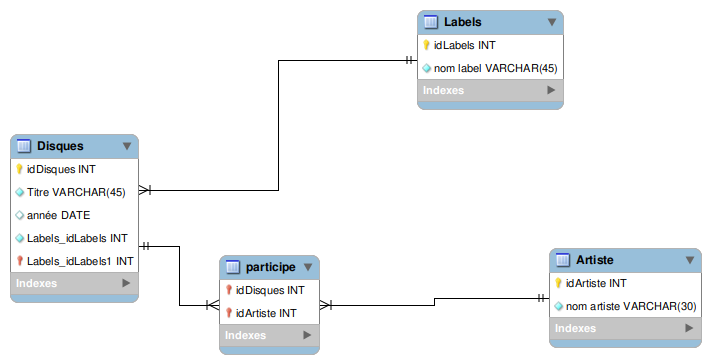 Labels
idLabels INT
nom label VARCHAR(45)
Indexes
Disques
idDisques INT
Titre VARCHAR(45)
année DATE
Labels_idLabels INT
Labels_idLabels1 INT
Indexes
participe
idDisques INT
idArtiste INT
Indexes
Artiste
idArtiste INT
nom artiste VARCHAR(30)
Indexes